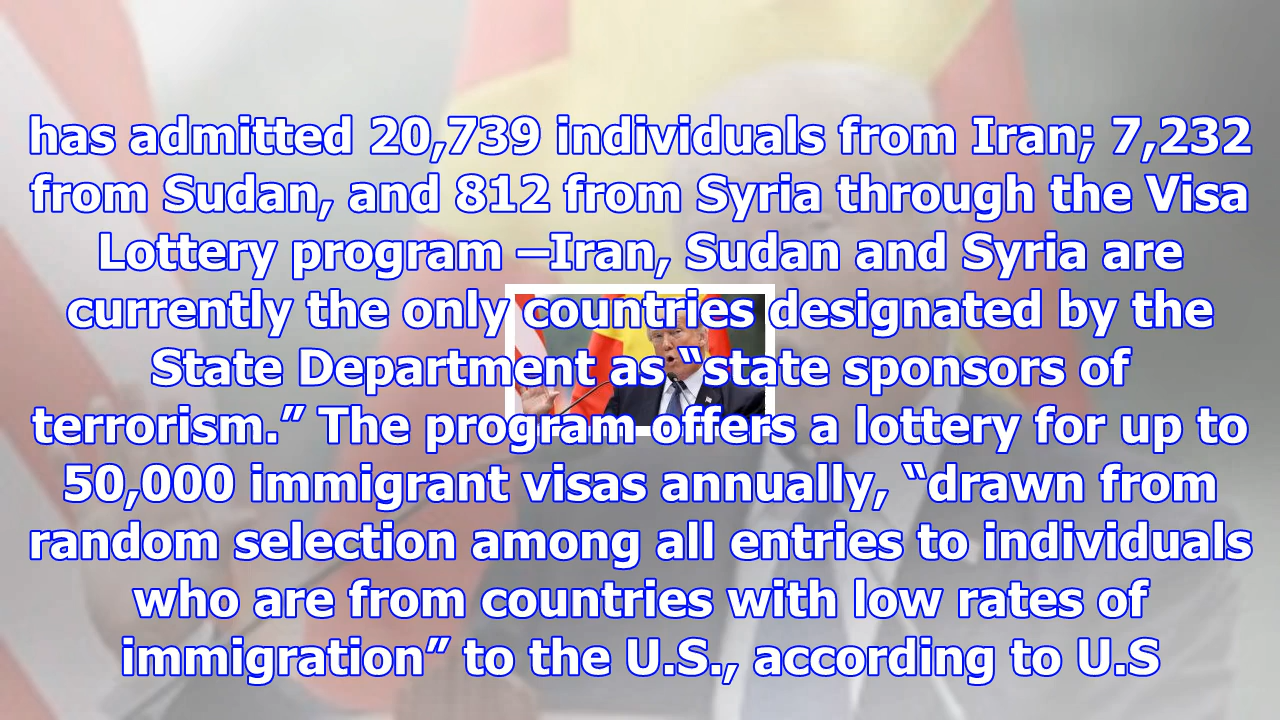 has admitted 20,739 individuals from Iran; 7,232
from Sudan, and 812 from Syria through the Visa
Lottery program –Iran, Sudan and Syria are
currently the only countries designated by the
State Department as “state sponsors of
terrorism.” The program offers a lottery for up to
50,000 immigrant visas annually, “drawn from
random selection among all entries to individuals
who are from countries with low rates of
immigration” to the U.S., according to U.S